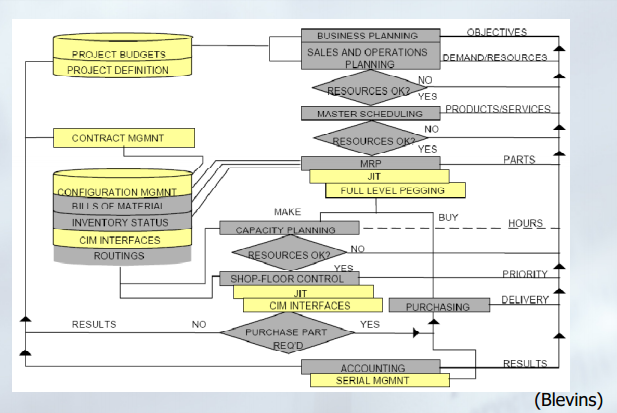 BUSINESS PLANNING
OBJECTIVES
PROJECT BUDGETS
SALES AND OPERATIONS
PLANNING
DEMAND/RESOURCES
PROJECT DEFINITION
NO
RESOURCES OK?
YES
MASTER SCHEDULING
PRODUCTS/SERVICES
NO
CONTRACT MGMNT
RESOURCES OK?
YES
MRP
PARTS
JIT
CONFIGURATION MGMNT
FULL LEVEL PEGGING
BILLS OF MATERIAL
MAKE
BUY
INVENTORY STATUS
CAPACITY PLANNING
HOURS
CIM INTERFACES
NO
ROUTINGS
RESOURCES OK?
YES
SHOP-FLOOR CONTROL
PRIORITY
JIT
CIM INTERFACES
PURCHASING
DELIVERY
RESULTS
NO
PURCHASE PART
REQ'D
YES
ACCOUNTING
RESULTS
SERIAL MGMNT
(Blevins)